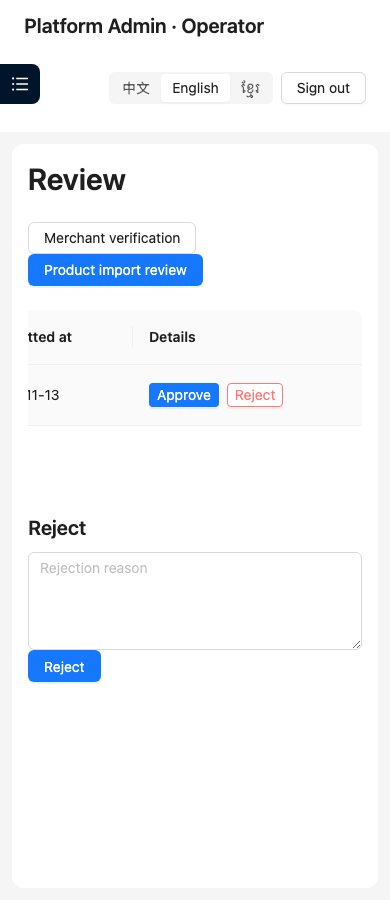 Platform Admin · Operator
中文 English ខ្មែរ Sign out
Review
Merchant verification
Product import review
tted at Details
11-13 Approve Reject
Reject
Rejection reason
Reject